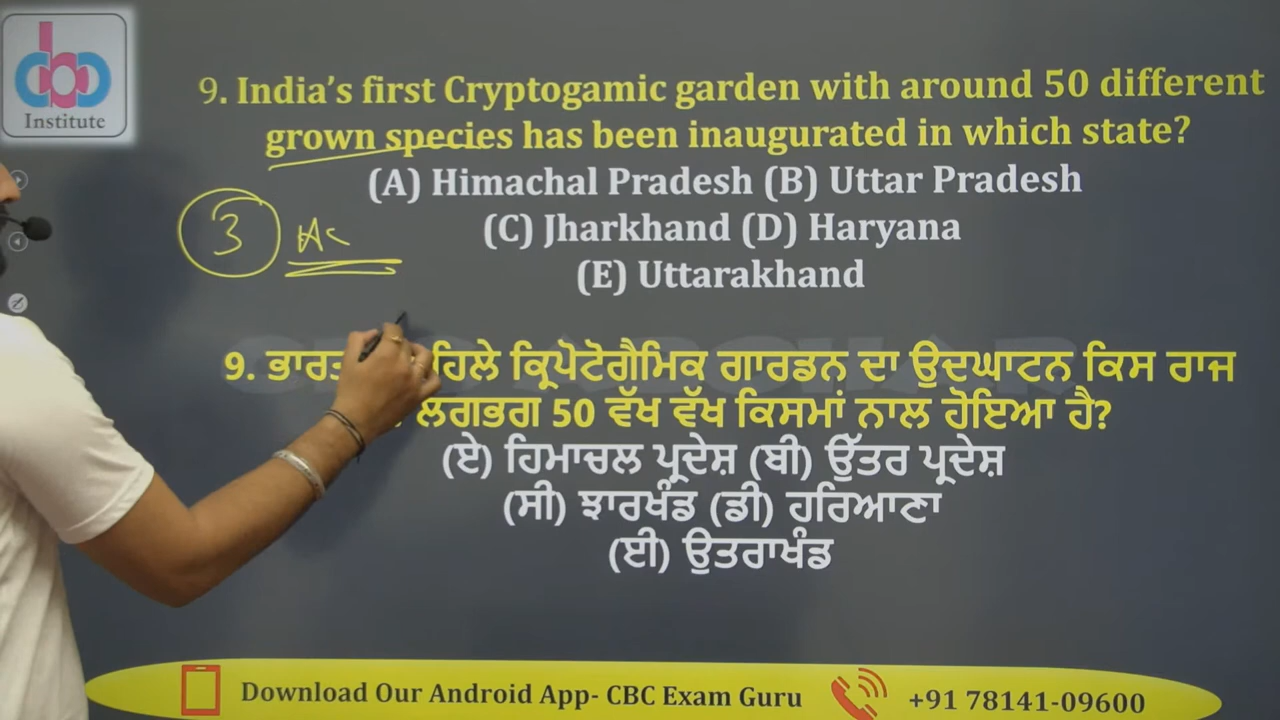 Institute
9. India's first Cryptogamic garden with around 50 different
grown species has been inaugurated in which state?
(A) Himachal Pradesh (B) Uttar Pradesh
(C) Jharkhand (D) Haryana
3 Ac
(E) Uttarakhand
9. ਹਿਲੇ ਕ੍ਰਿਪੋਟੋਗੈਮਿਕ ਗਾਰਡਨ ਦਾ ਉਦਘਾਟਨ ਕਿਸ ਰਾਜ
ਲਗਭਗ 50 ਵੱਖ ਵੱਖ ਕਿਸਮਾਂ ਨਾਲ ਹੋਇਆ ਹੈ?
(ਏ) ਹਿਮਾਚਲ ਪ੍ਰਦੇਸ਼ (ਬੀ) ਉੱਤਰ ਪ੍ਰਦੇਸ਼
(ਸੀ) ਝਾਰਖੰਡ (ਡੀ) ਹਰਿਆਣਾ
(ਈ) ਉਤਰਾਖੰਡ
Download Our Android App- CBC Exam Guru
+91 78141-09600